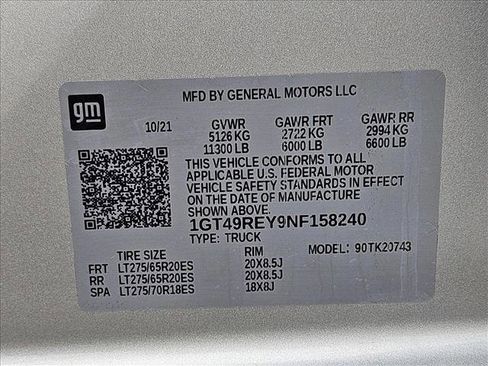 gm
MFD BY GENERAL MOTORS LLC
10/21 GVWR GAWR FRT GAWR RR
5126 KG 2722 KG 2994 KG
11300 LB 6000 LB 6600 LB
THIS VEHICLE CONFORMS TO ALL
APPLICABLE U.S. FEDERAL MOTOR
VEHICLE SAFETY STANDARDS IN EFFECT
ON THE DATE OF MANUFACTURE SHOWN ABOVE.
1GT49REY9NF158240
TYPE: TRUCK MODEL: 90TK20743
TIRE SIZE RIM
FRT LT275/65R20ES 20X8.5J
RR LT275/65R20ES 20X8.5J
SPA LT275/70R18ES 18X8J